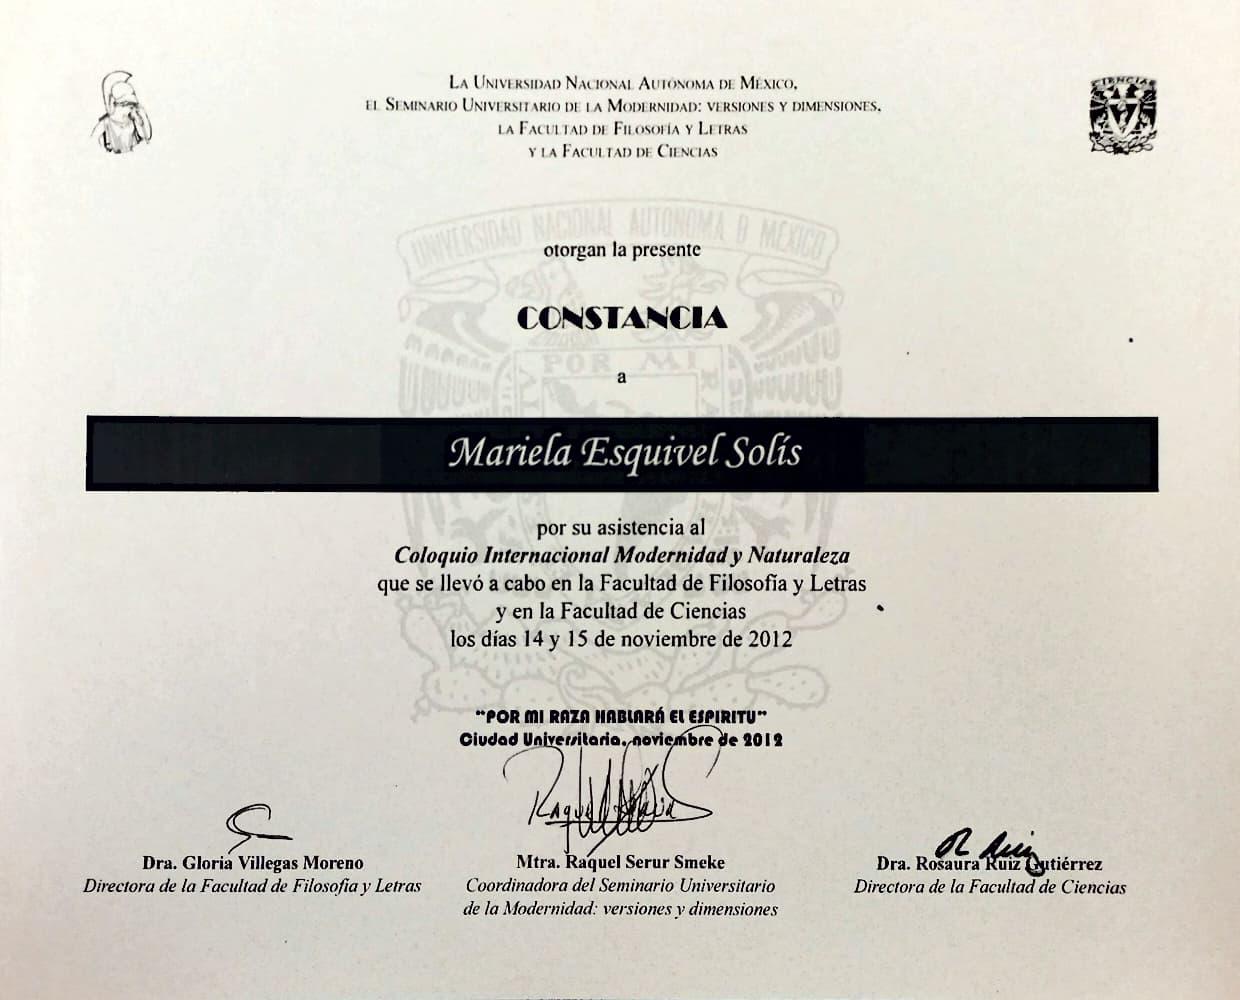 LA UNIVERSIDAD NACIONAL AUTÓNOMA DE MÉXICO,
EL SEMINARIO UNIVERSITARIO DE LA MODERNIDAD: VERSIONES Y DIMENSIONES,
LA FACULTAD DE FILOSOFÍA Y LETRAS
Y LA FACULTAD DE CIENCIAS
CIENCIAS
UNIVERSIDAD NACIONAL AUTONOMA D MEXICO
otorgan la presente
CONSTANCIA
POR MI RA
a
Mariela Esquivel Solís
por su asistencia al
Coloquio Internacional Modernidad y Naturaleza
que se llevó a cabo en la Facultad de Filosofía y Letras
y en la Facultad de Ciencias
los días 14 y 15 de noviembre de 2012
"POR MI RAZA HABLARÁ EL ESPIRITU"
Ciudad Universitaria, noviembre de 2012
Raquel
R Ruiz
Dra. Gloria Villegas Moreno
Directora de la Facultad de Filosofía y Letras
Mtra. Raquel Serur Smeke
Coordinadora del Seminario Universitario
de la Modernidad: versiones y dimensiones
Dra. Rosaura Ruiz Gutiérrez
Directora de la Facultad de Ciencias